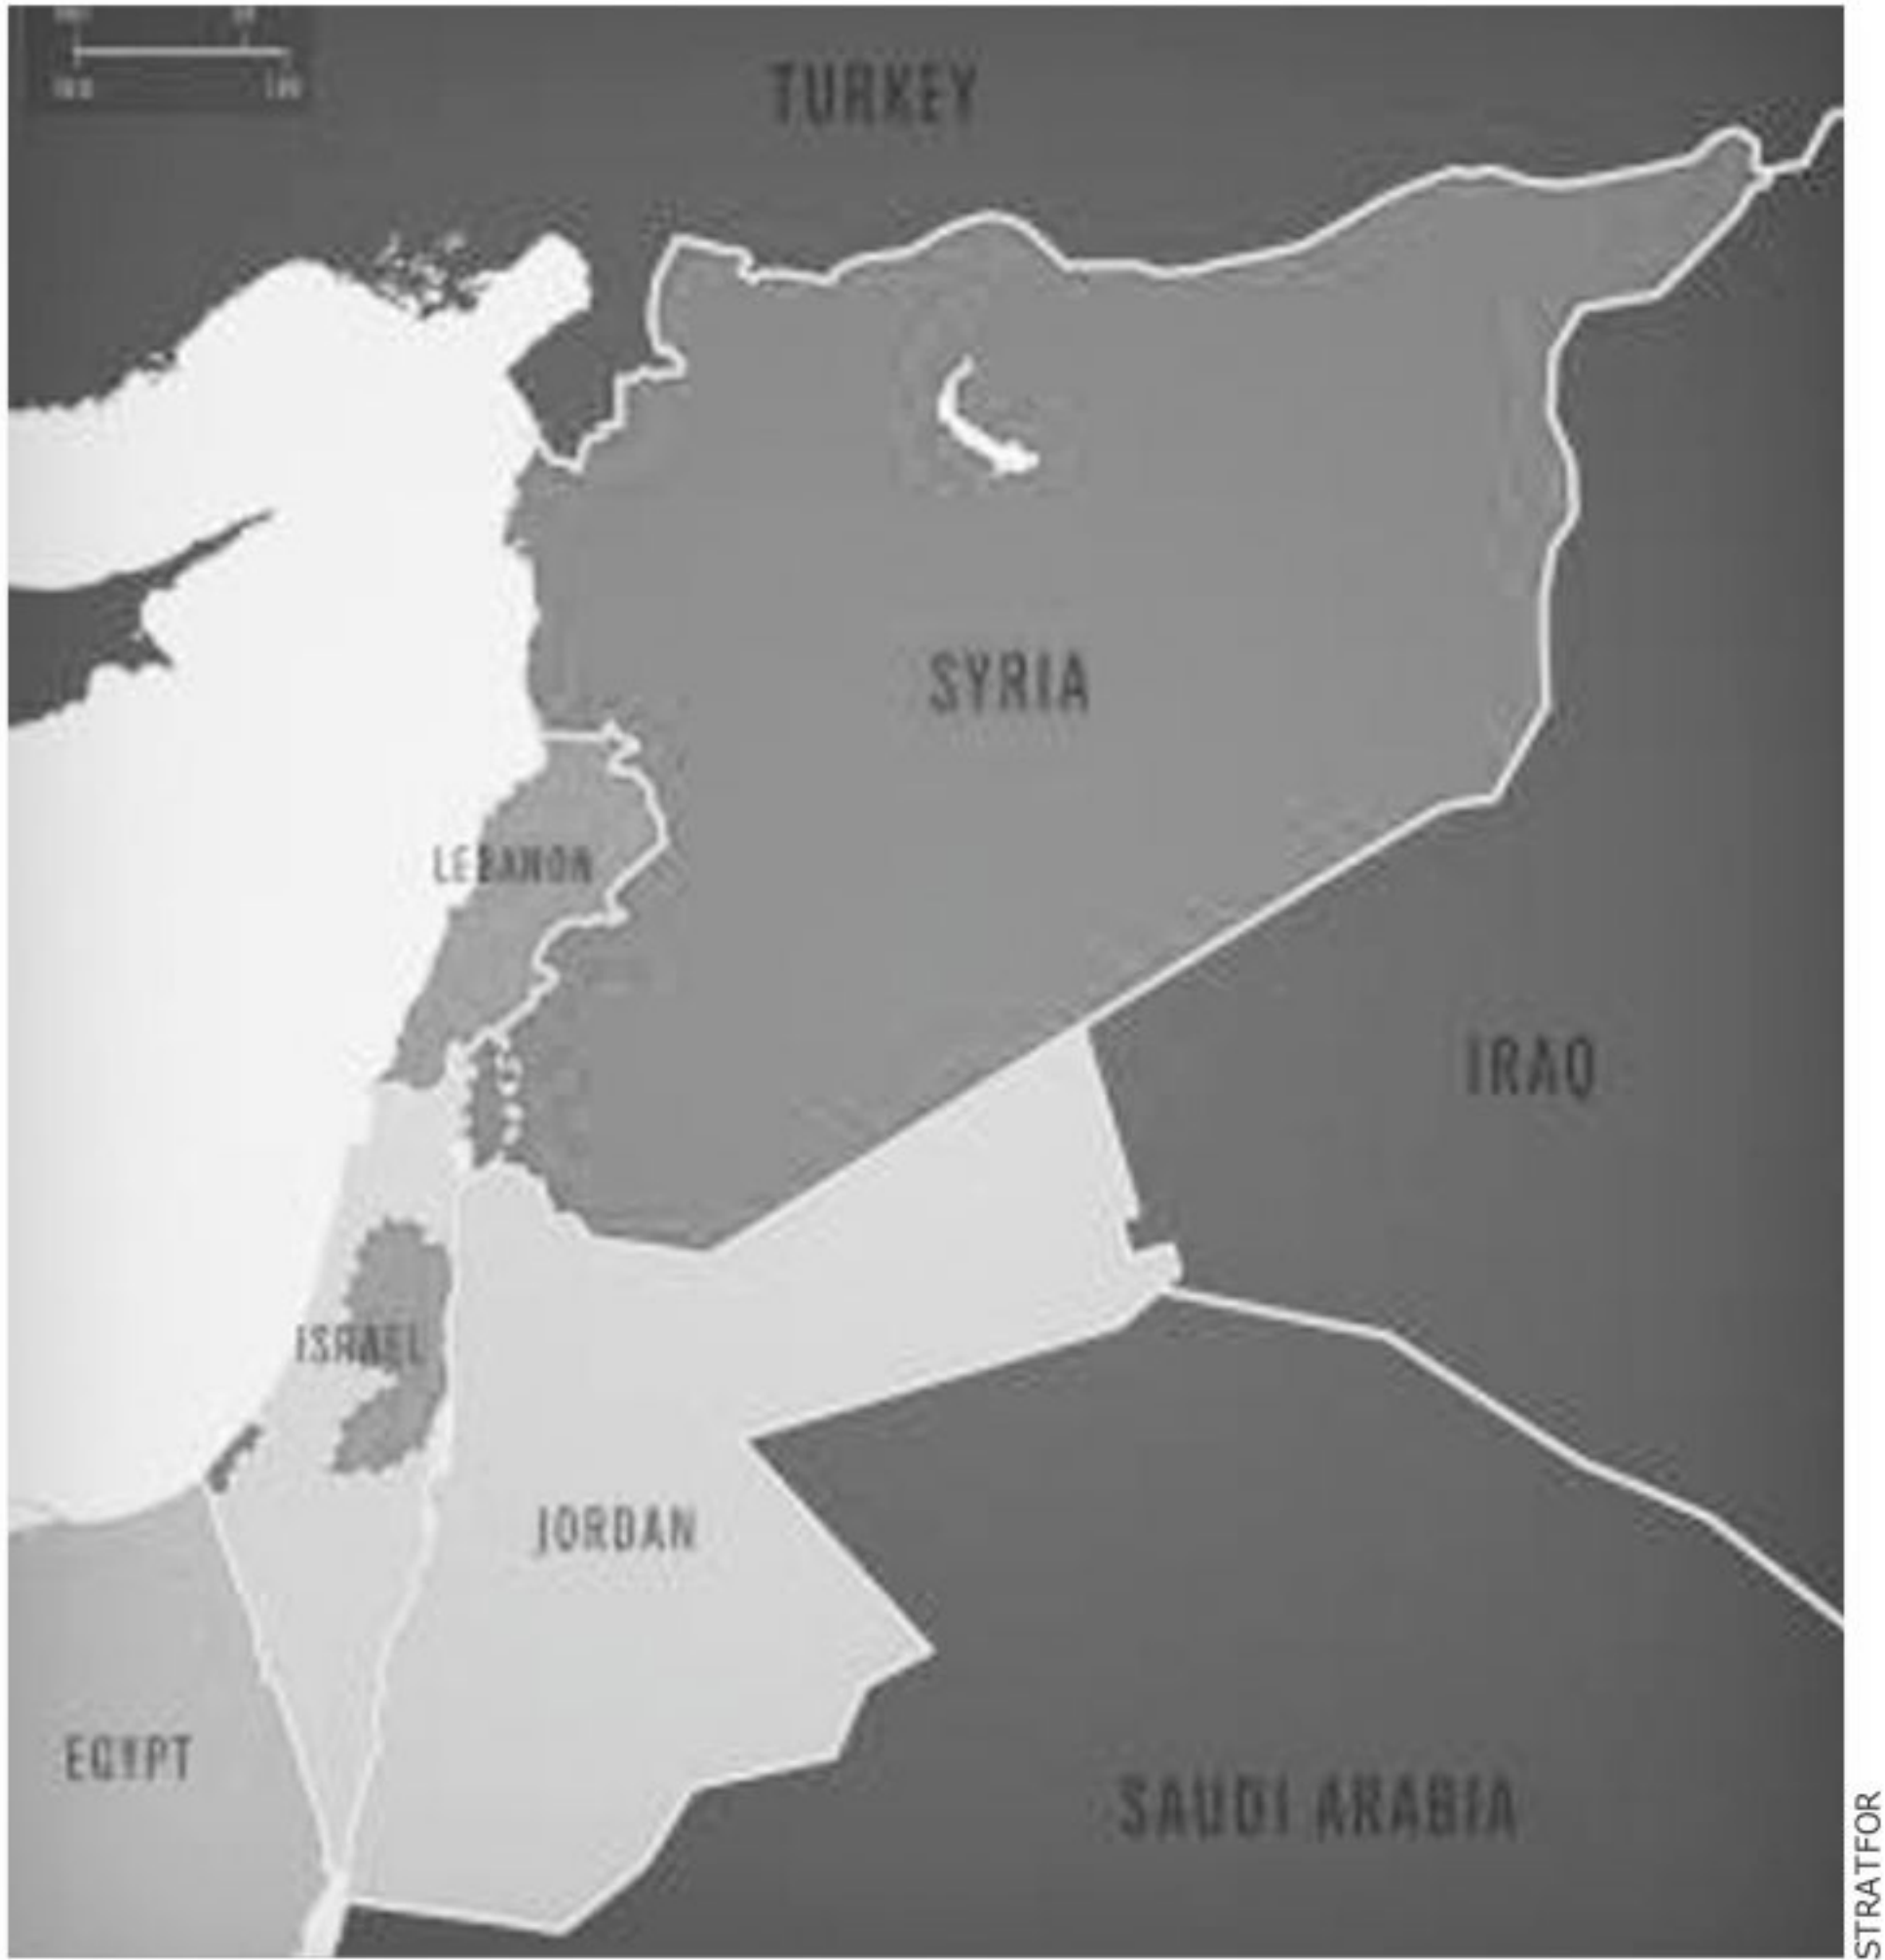 TURKEY
SYRIA
LEBANON
IRAQ
ISRAEL
JORDAN
EGYPT
SAUDI ARABIA
STRATFOR